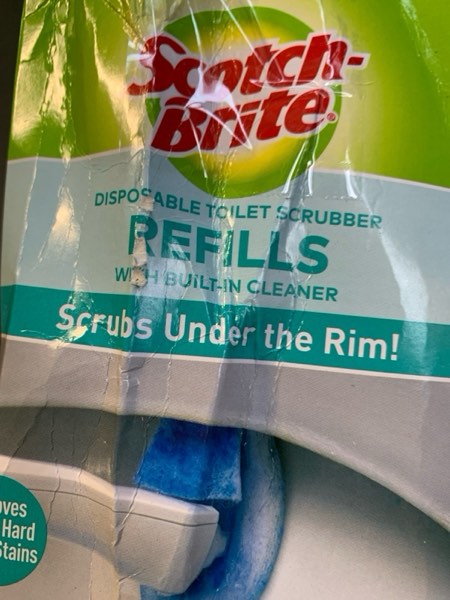 Scotch-
Brite®
DISPOSABLE TOILET SCRUBBER
REFILLS
WITH BUILT-IN CLEANER
Scrubs Under the Rim!
oves
Hard
Stains